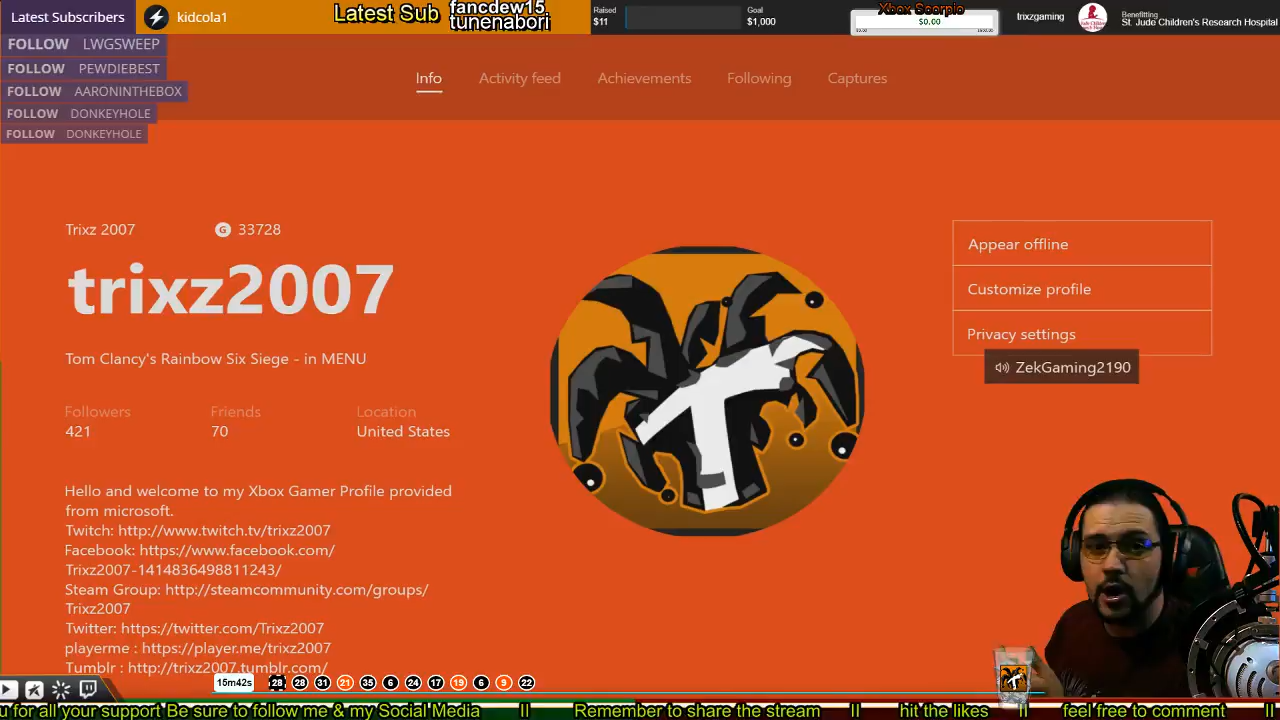 Latest Subscribers
kidcola1
Latest Sub
fancdew15
tunenabori
Raised
$11
Goal
$1,000
Xbox Scorpio
$0.00
trixzgaming
Benefitting
St. Jude Children's Research Hospital
FOLLOW LWGSWEEP
FOLLOW PEWDIEBEST
FOLLOW AARONINTHEBOX
FOLLOW DONKEYHOLE
FOLLOW DONKEYHOLE
Info Activity feed Achievements Following Captures
Trixz 2007 G 33728
trixz2007
Tom Clancy's Rainbow Six Siege - in MENU
Followers Friends Location
421 70 United States
Hello and welcome to my Xbox Gamer Profile provided
from microsoft.
Twitch: http://www.twitch.tv/trixz2007
Facebook: https://www.facebook.com/
Trixz2007-1414836498811243/
Steam Group: http://steamcommunity.com/groups/
Trixz2007
Twitter: https://twitter.com/Trixz2007
playerme : https://player.me/trixz2007
Tumblr : http://trixz2007.tumblr.com/
T
Appear offline
Customize profile
Privacy settings
ZekGaming2190
15m42s 28 28 31 21 35 6 24 17 19 6 9 22
u for all your support Be sure to follow me & my Social Media II Remember to share the stream II hit the likes II feel free to comment II